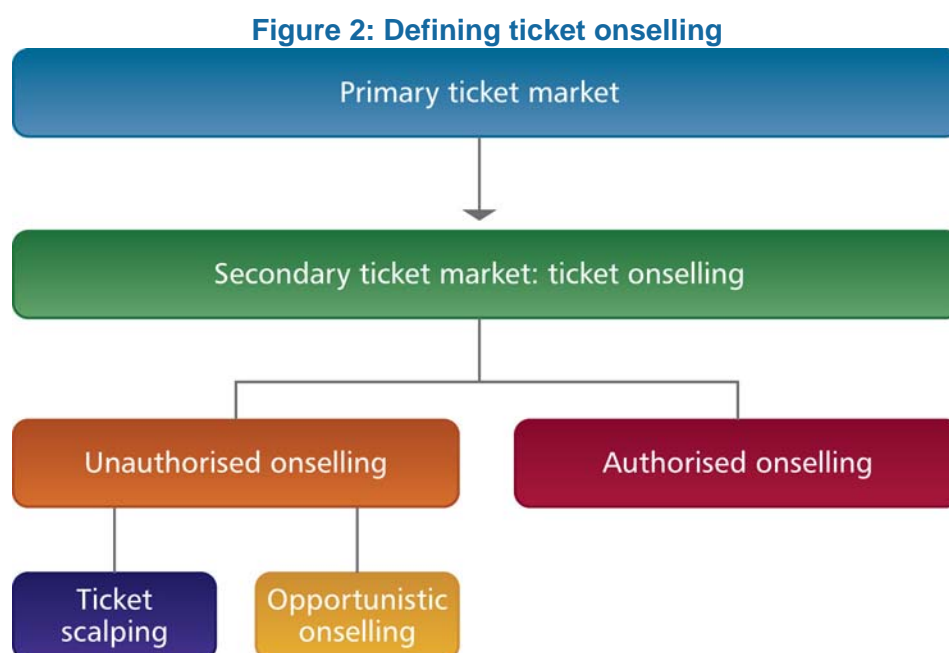 Figure 2: Defining ticket onselling
Primary ticket market
Secondary ticket market: ticket onselling
Unauthorised onselling
Authorised onselling
Ticket
scalping
Opportunistic
onselling